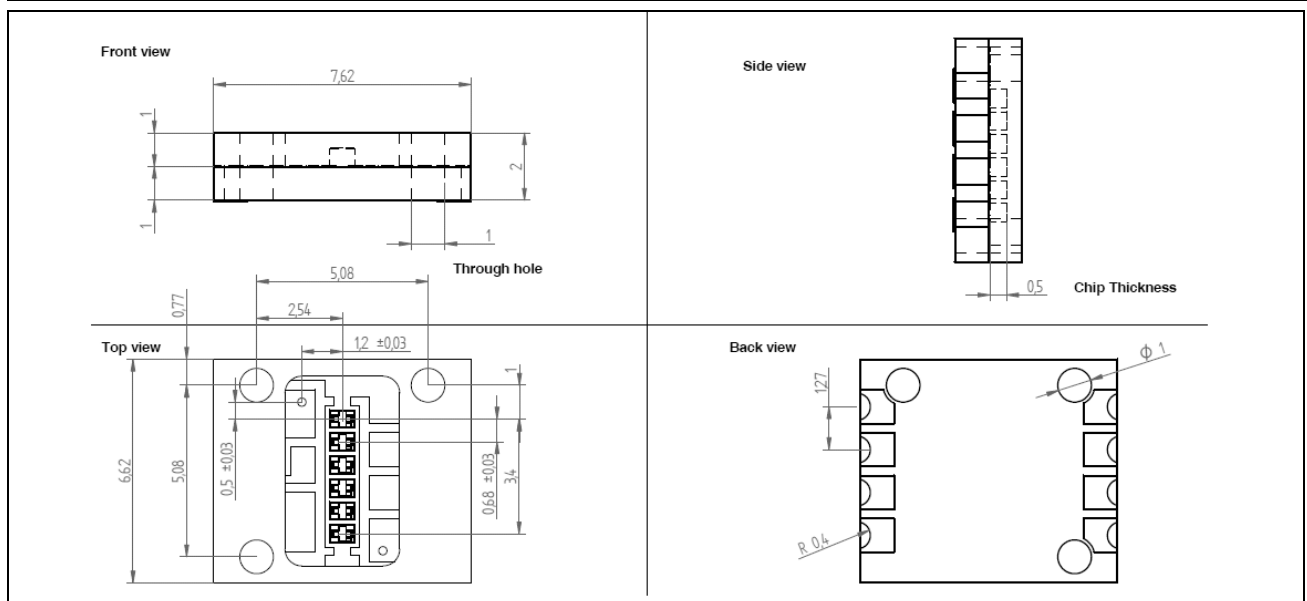 Front view
7,62
1
1
2
1
Through hole
Side view
0,5
Chip Thickness
5,08
0,77
2,54
Top view
1,2 ±0,03
1
6,62
5,08
0,5 ±0,03
0,68 ±0,03
3,4
Back view
1,27
ϕ 1
R 0,4